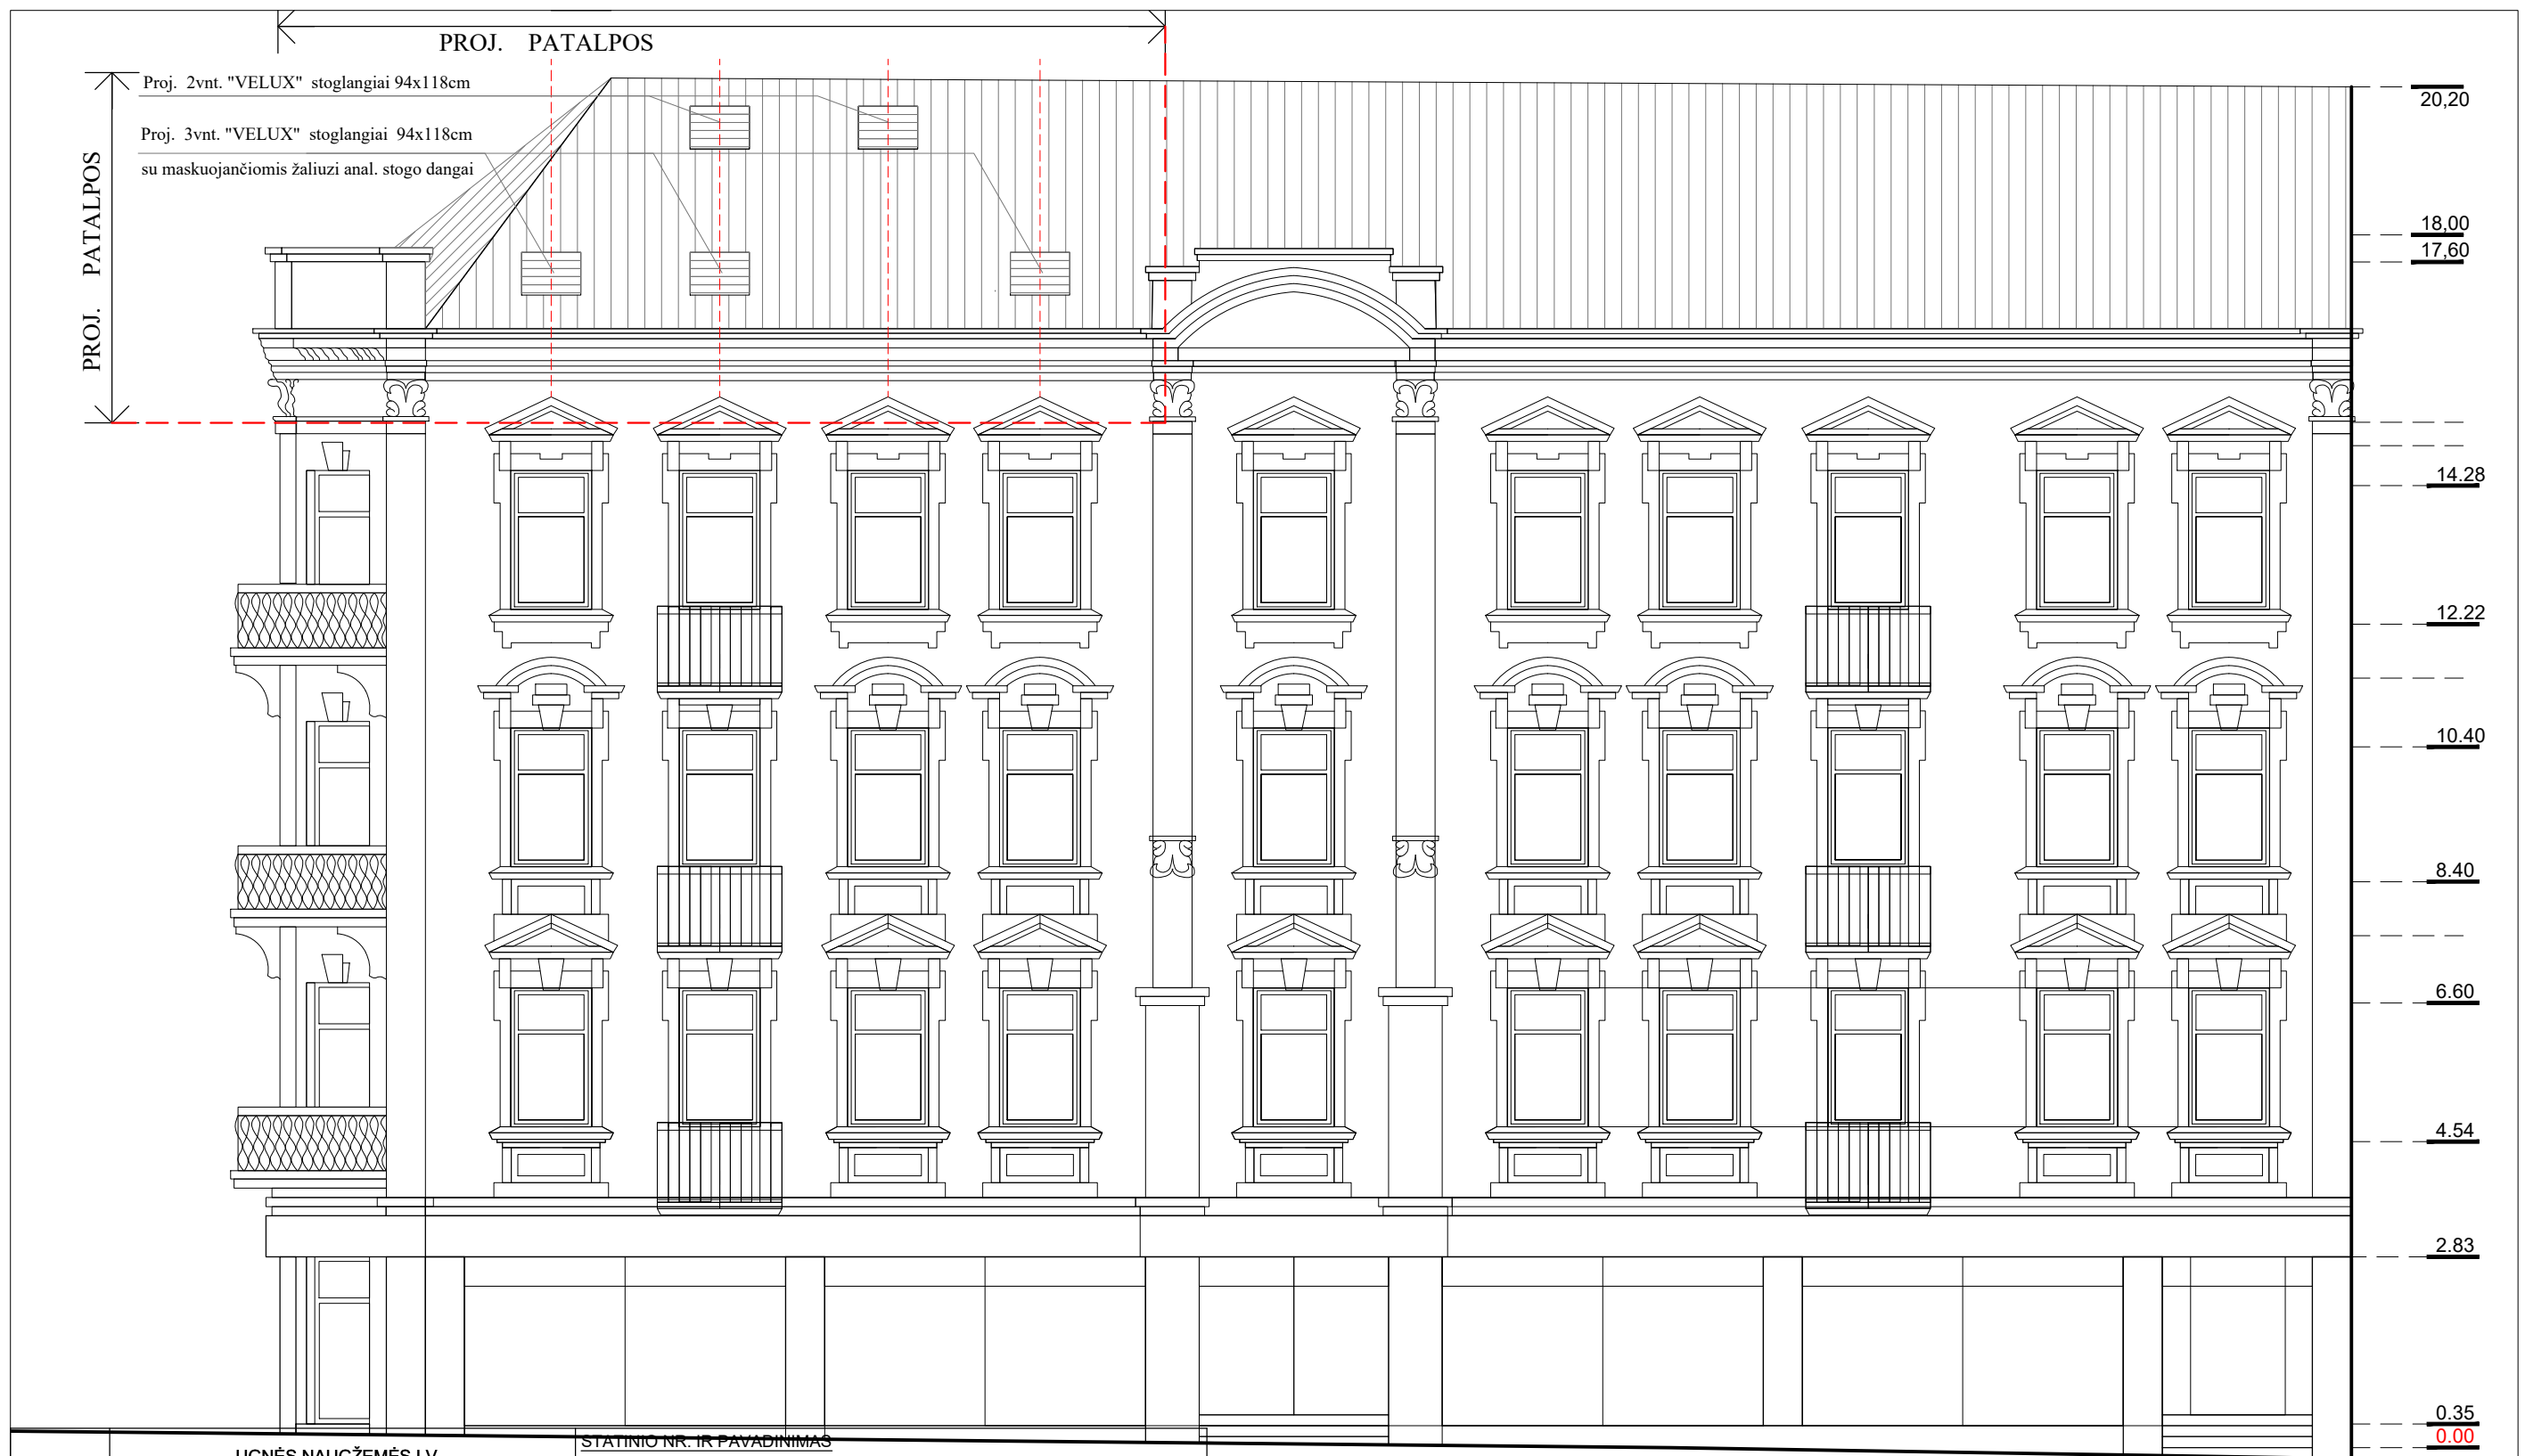 PROJ. PATALPOS
Proj. 2vnt. "VELUX" stoglangiai 94x118cm
Proj. 3vnt. "VELUX" stoglangiai 94x118cm
su maskuojančiomis žaliuzi anal. stogo dangai
PROJ. PATALPOS
20,20
18,00
17,60
14.28
12.22
10.40
8.40
6.60
4.54
2.83
0.35
0.00
STATINIO NR. IR PAVADINIMAS
UGNĖS NAUGŽEMĖS I.V.